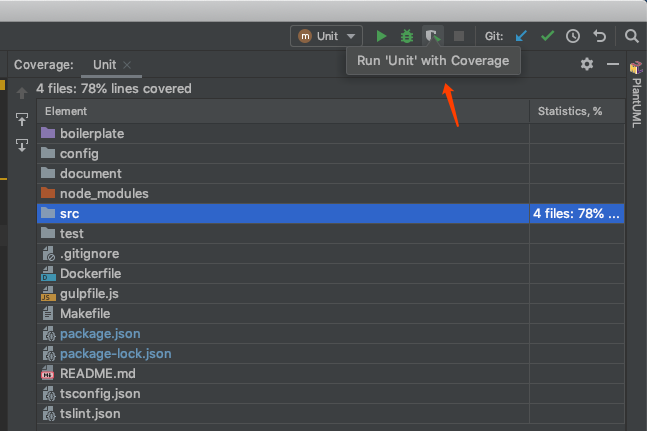 Unit
Git:
Coverage:
Unit
Run 'Unit' with Coverage
4 files: 78% lines covered
Element
Statistics, %
boilerplate
config
document
node_modules
src
4 files: 78% ...
test
.gitignore
Dockerfile
gulpfile.js
Makefile
package.json
package-lock.json
README.md
tsconfig.json
tslint.json
PlantUML